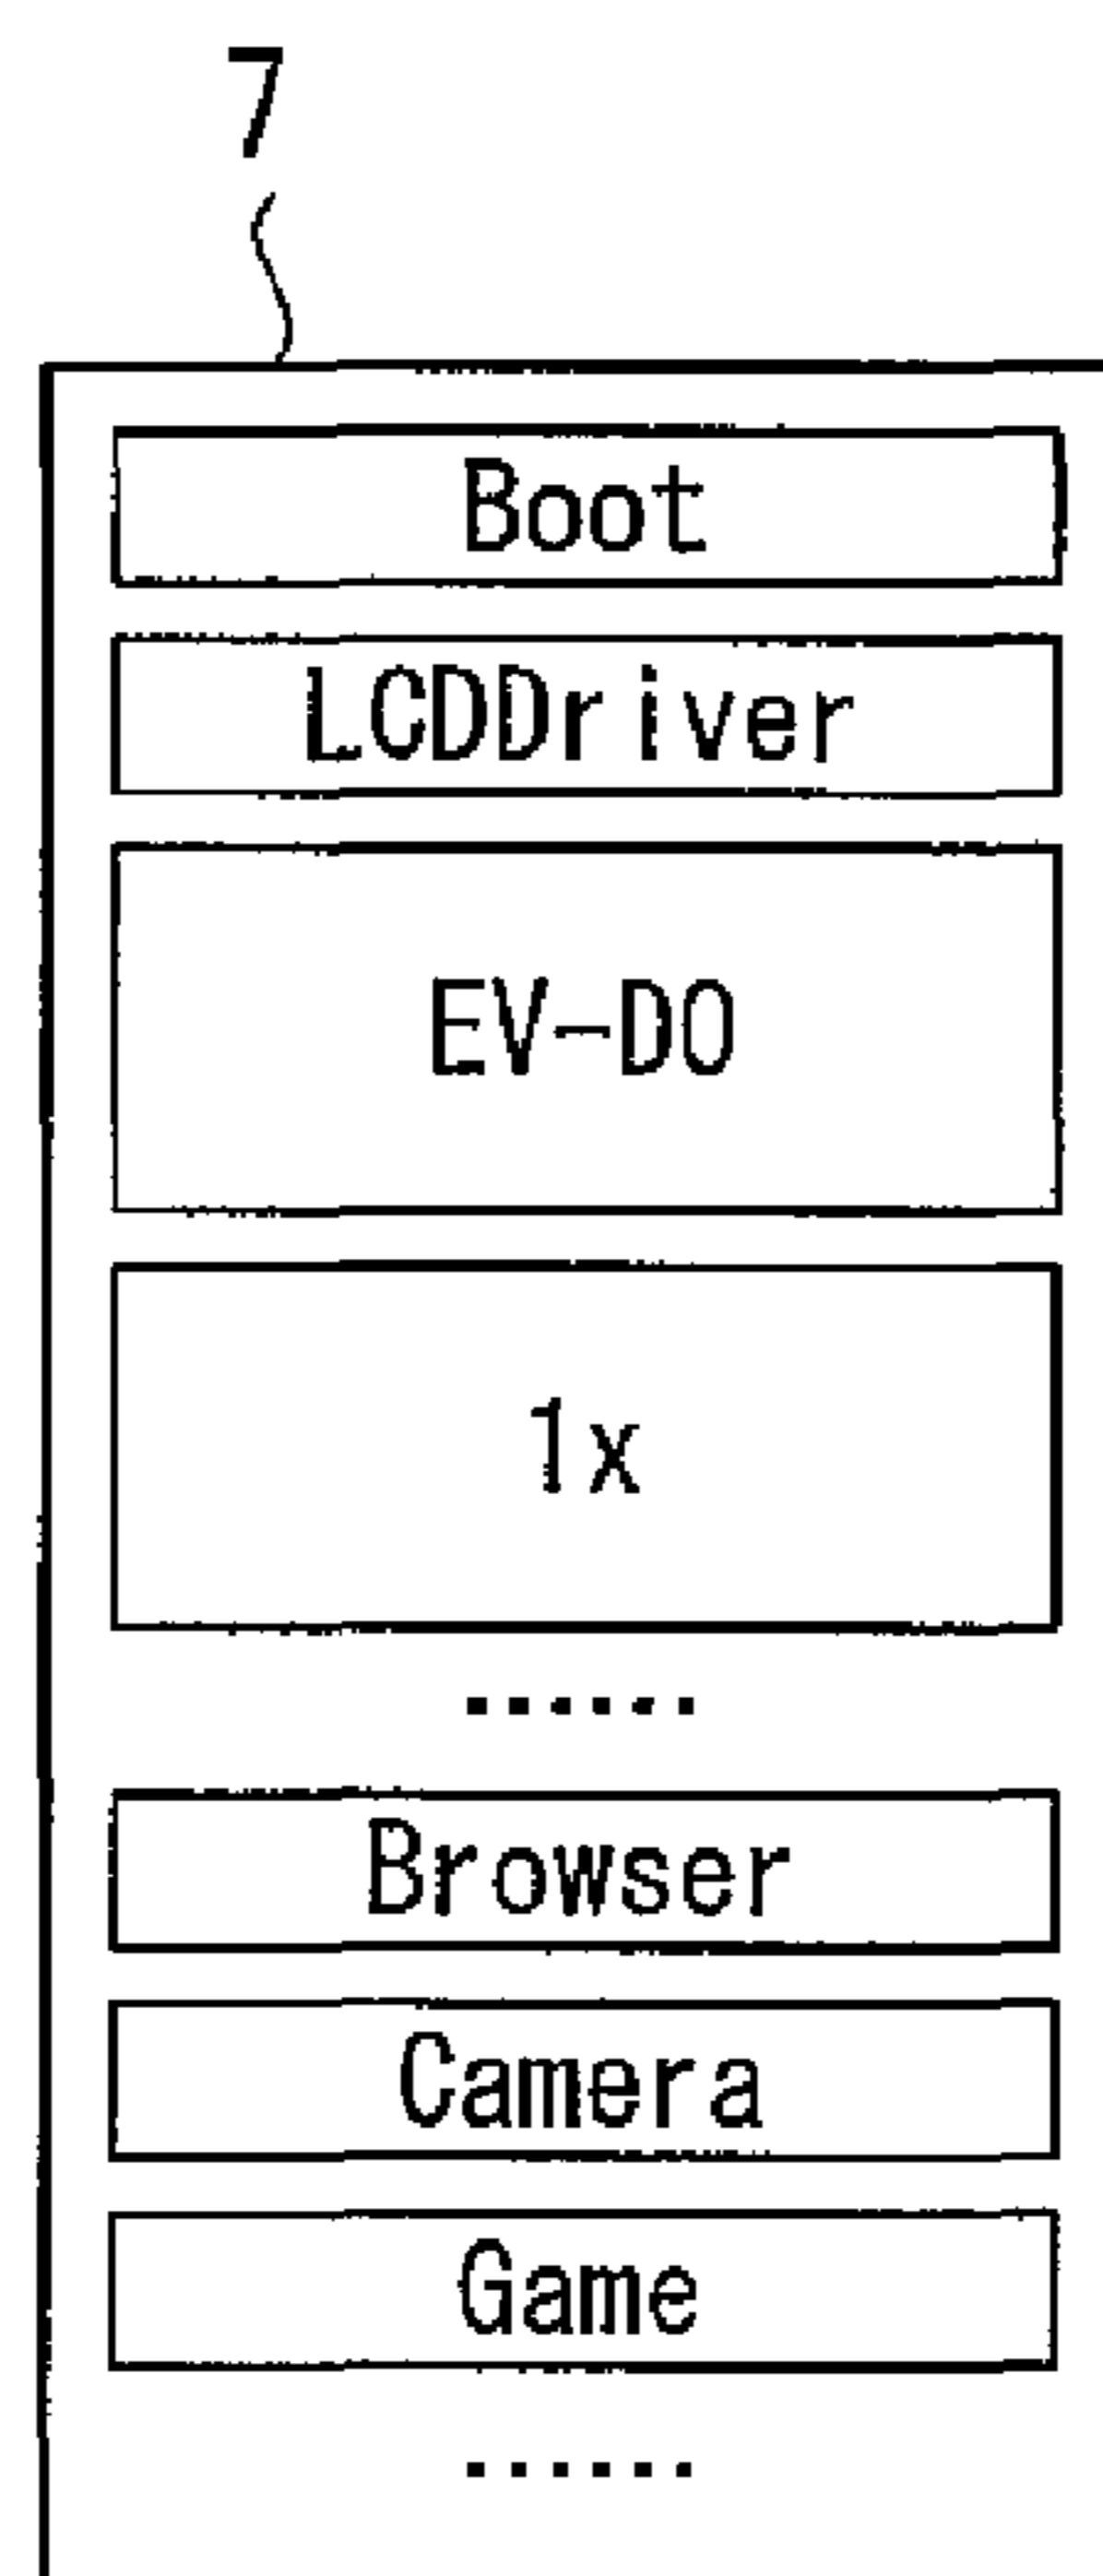 7
Boot
LCDDriver
EV-DO
1x
......
Browser
Camera
Game
......